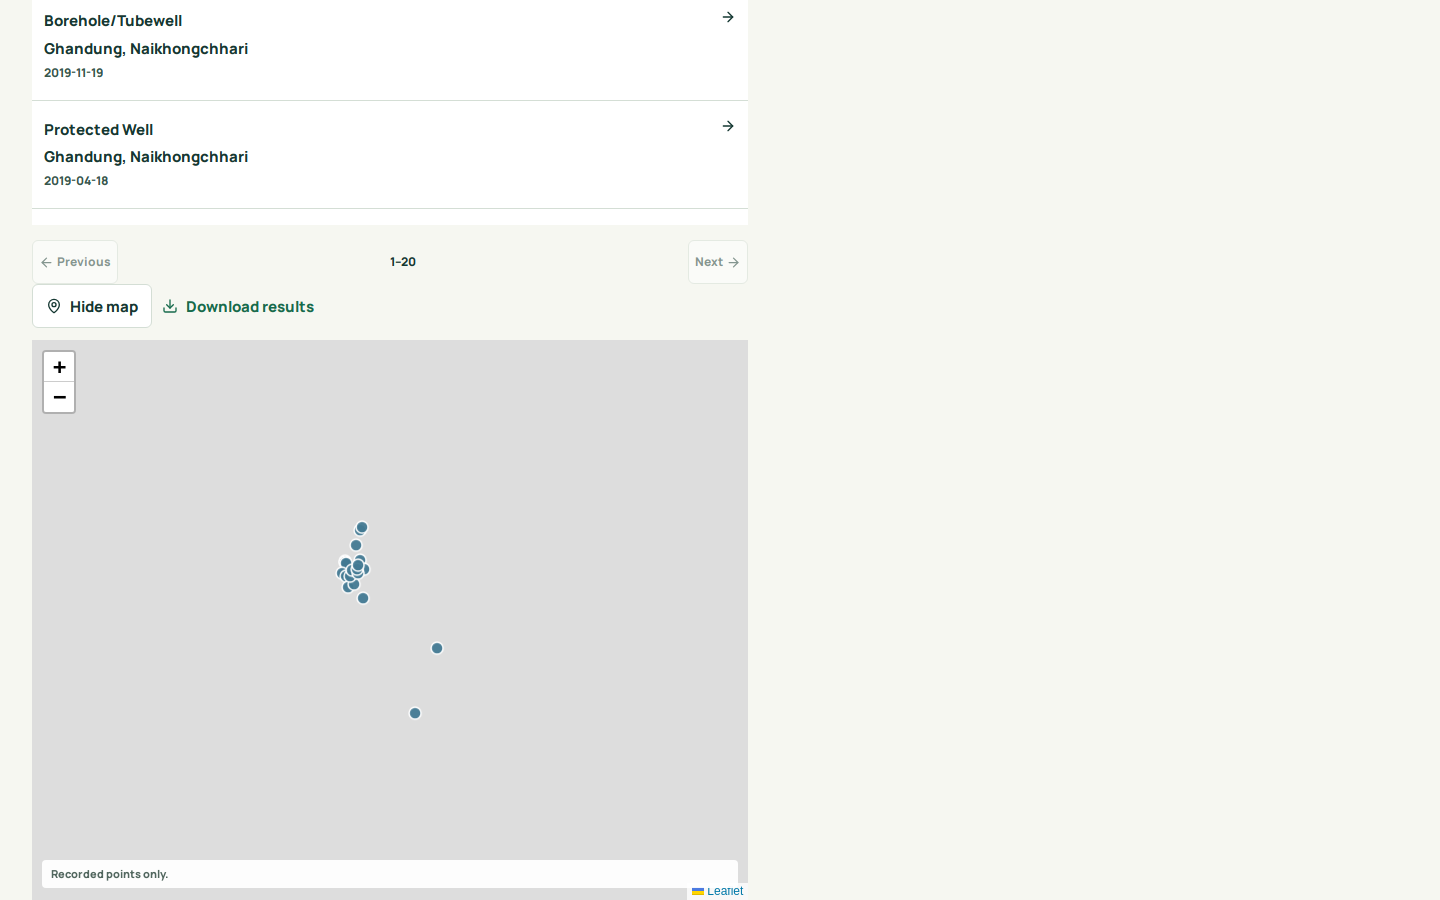 Borehole/Tubewell
Ghandung, Naikhongchhari
2019-11-19
Protected Well
Ghandung, Naikhongchhari
2019-04-18
← Previous
1–20
Next →
Hide map
Download results
+
−
Recorded points only.
Leaflet